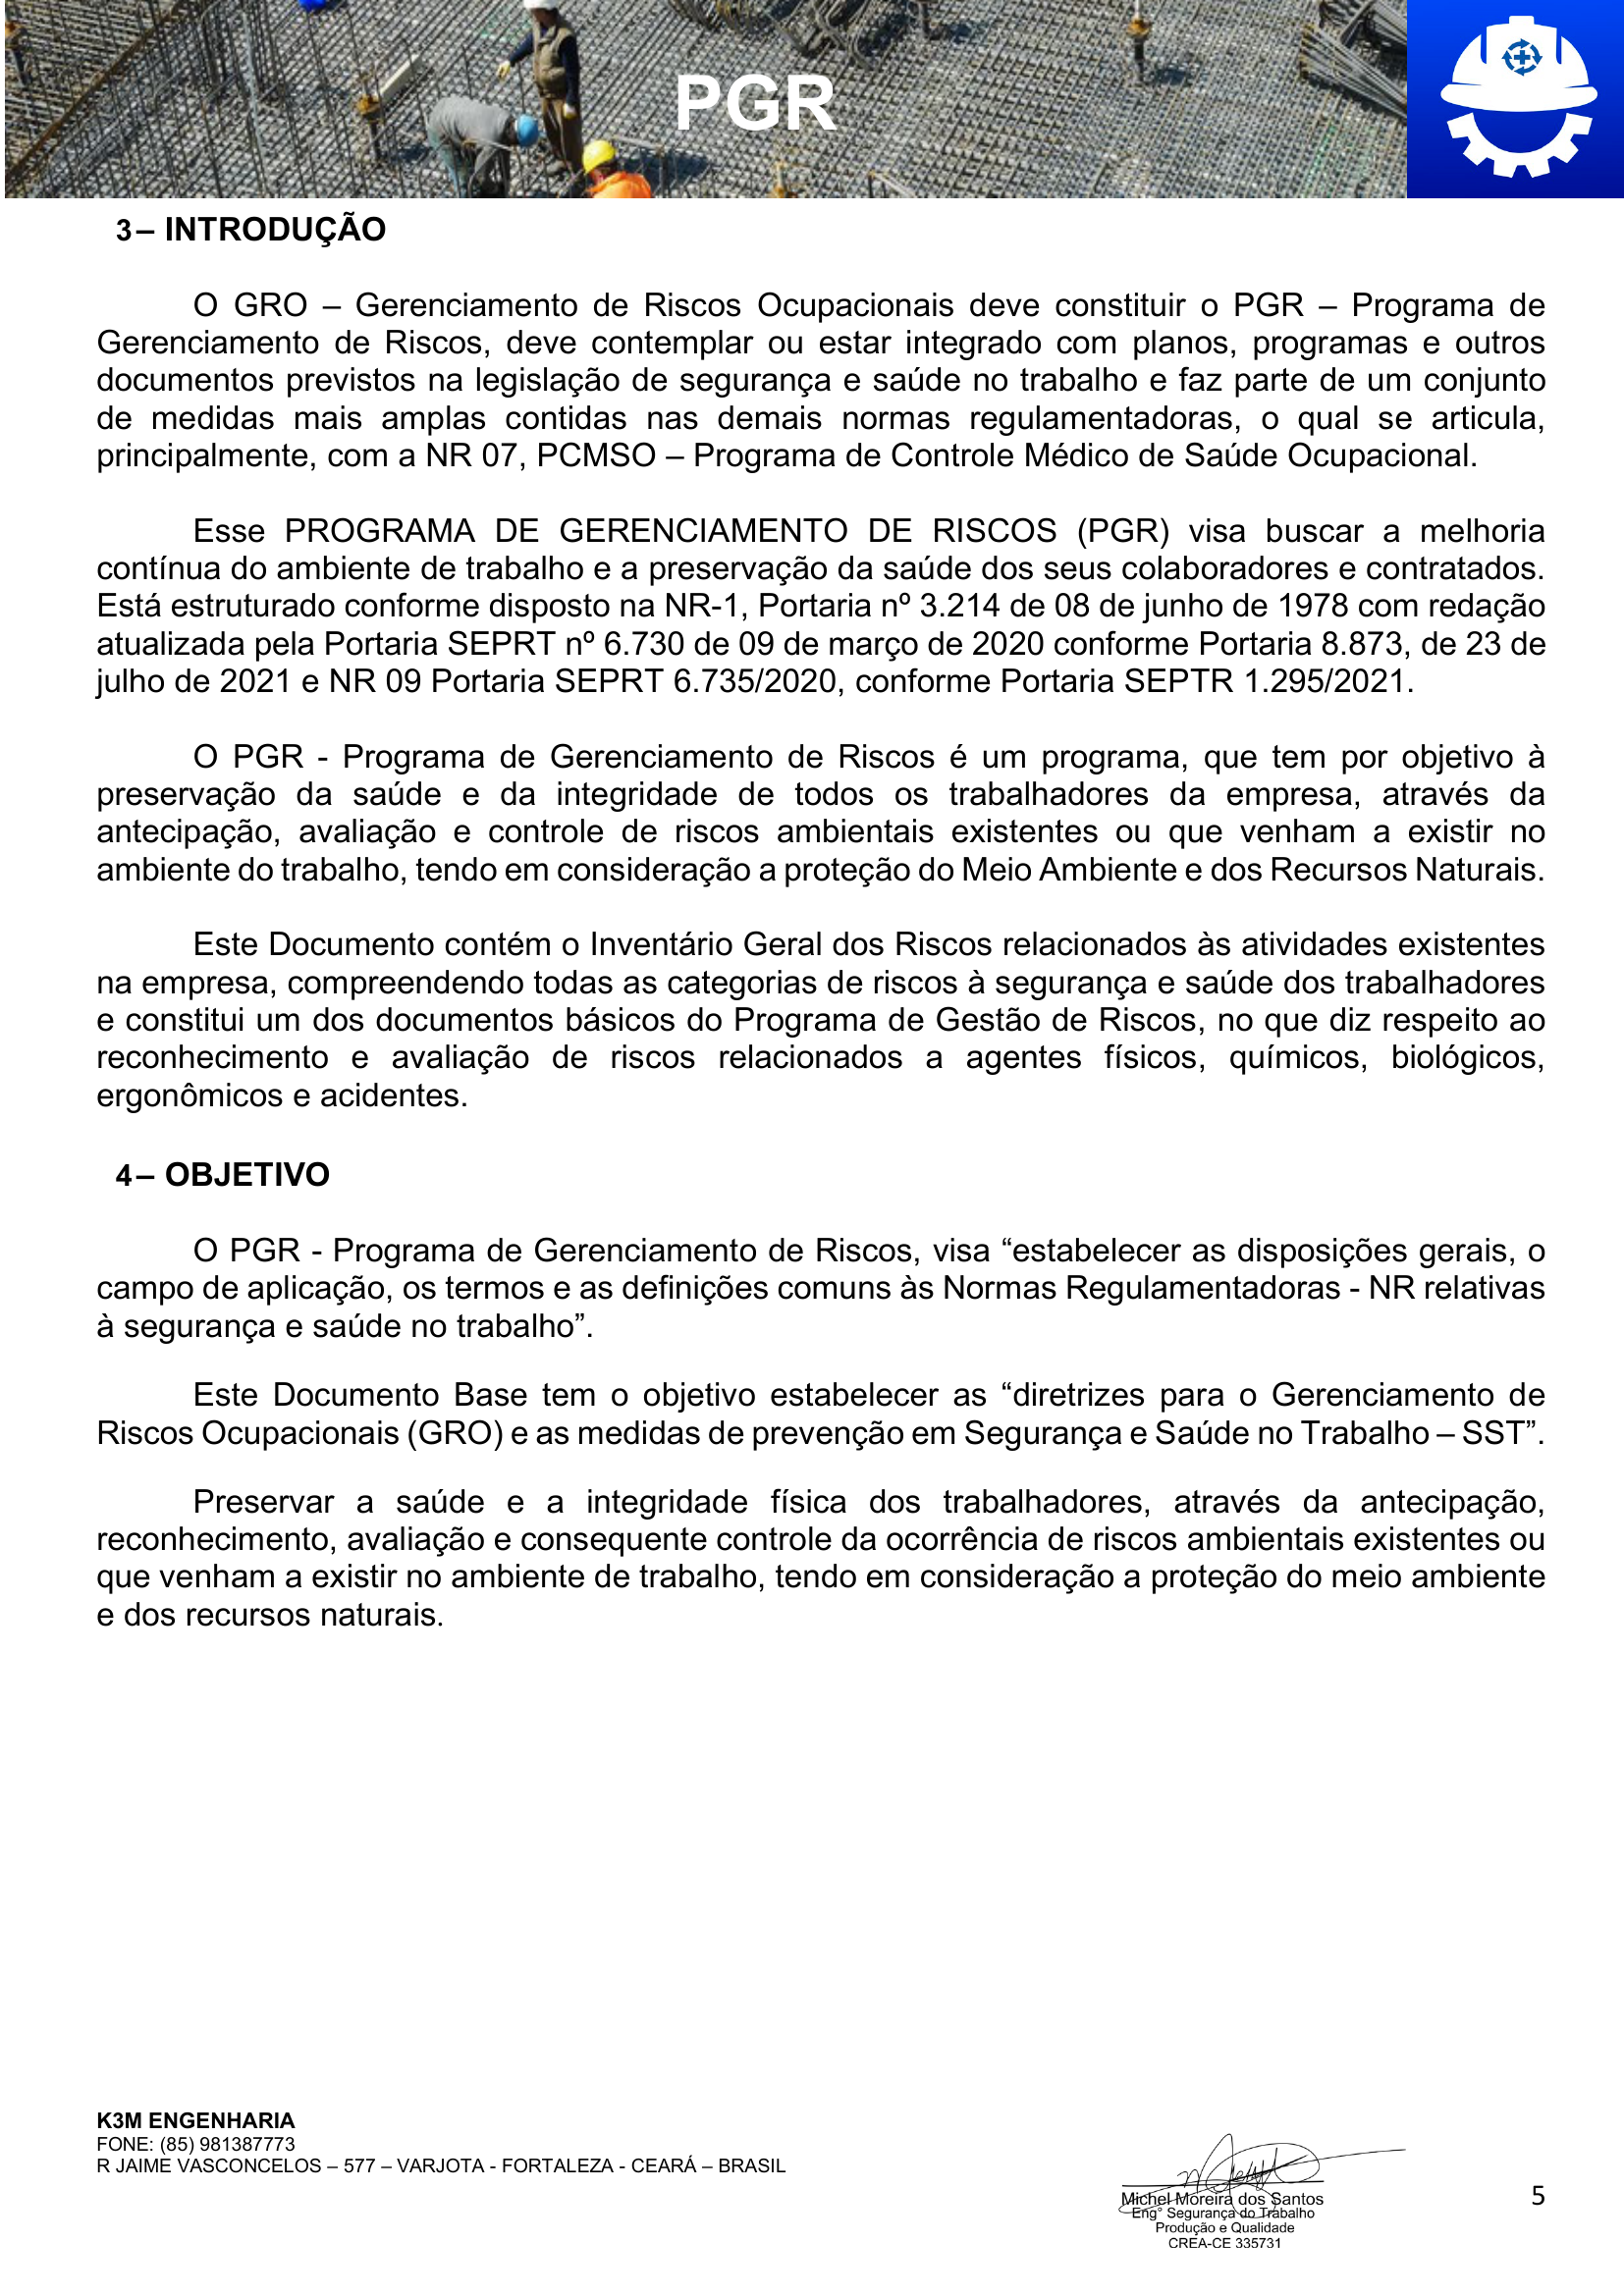 PGR
3– INTRODUÇÃO
O GRO – Gerenciamento de Riscos Ocupacionais deve constituir o PGR – Programa de
Gerenciamento de Riscos, deve contemplar ou estar integrado com planos, programas e outros
documentos previstos na legislação de segurança e saúde no trabalho e faz parte de um conjunto
de medidas mais amplas contidas nas demais normas regulamentadoras, o qual se articula,
principalmente, com a NR 07, PCMSO – Programa de Controle Médico de Saúde Ocupacional.
Esse PROGRAMA DE GERENCIAMENTO DE RISCOS (PGR) visa buscar a melhoria
contínua do ambiente de trabalho e a preservação da saúde dos seus colaboradores e contratados.
Está estruturado conforme disposto na NR-1, Portaria nº 3.214 de 08 de junho de 1978 com redação
atualizada pela Portaria SEPRT nº 6.730 de 09 de março de 2020 conforme Portaria 8.873, de 23 de
julho de 2021 e NR 09 Portaria SEPRT 6.735/2020, conforme Portaria SEPTR 1.295/2021.
O PGR - Programa de Gerenciamento de Riscos é um programa, que tem por objetivo à
preservação da saúde e da integridade de todos os trabalhadores da empresa, através da
antecipação, avaliação e controle de riscos ambientais existentes ou que venham a existir no
ambiente do trabalho, tendo em consideração a proteção do Meio Ambiente e dos Recursos Naturais.
Este Documento contém o Inventário Geral dos Riscos relacionados às atividades existentes
na empresa, compreendendo todas as categorias de riscos à segurança e saúde dos trabalhadores
e constitui um dos documentos básicos do Programa de Gestão de Riscos, no que diz respeito ao
reconhecimento e avaliação de riscos relacionados a agentes físicos, químicos, biológicos,
ergonômicos e acidentes.
4– OBJETIVO
O PGR - Programa de Gerenciamento de Riscos, visa “estabelecer as disposições gerais, o
campo de aplicação, os termos e as definições comuns às Normas Regulamentadoras - NR relativas
à segurança e saúde no trabalho”.
Este Documento Base tem o objetivo estabelecer as “diretrizes para o Gerenciamento de
Riscos Ocupacionais (GRO) e as medidas de prevenção em Segurança e Saúde no Trabalho – SST”.
Preservar a saúde e a integridade física dos trabalhadores, através da antecipação,
reconhecimento, avaliação e consequente controle da ocorrência de riscos ambientais existentes ou
que venham a existir no ambiente de trabalho, tendo em consideração a proteção do meio ambiente
e dos recursos naturais.
K3M ENGENHARIA
FONE: (85) 981387773
R JAIME VASCONCELOS – 577 – VARJOTA - FORTALEZA - CEARÁ – BRASIL
Michel Moreira dos Santos
Eng° Segurança do Trabalho
Produção e Qualidade
CREA-CE 335731
5